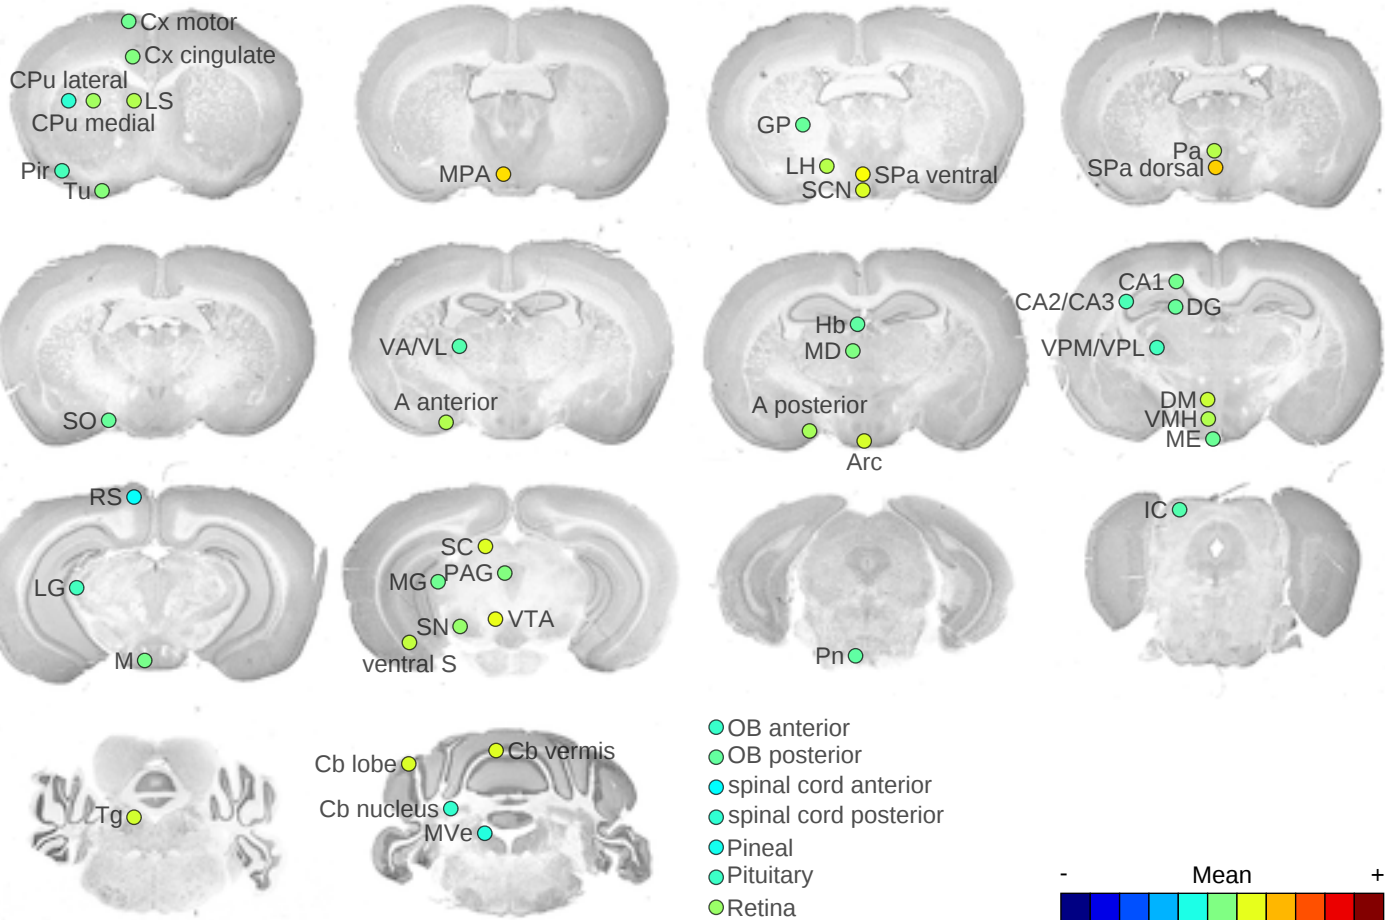 Cx motor
Cx cingulate
CPu lateral
LS
CPu medial
Pir
Tu
MPA
GP
LH
SPa ventral
SCN
Pa
SPa dorsal
SO
VA/VL
A anterior
Hb
MD
A posterior
Arc
CA1
CA2/CA3
DG
VPM/VPL
DM
VMH
ME
RS
LG
M
SC
PAG
MG
VTA
SN
ventral S
Pn
IC
Tg
Cb lobe
Cb vermis
Cb nucleus
MVe
OB anterior
OB posterior
spinal cord anterior
spinal cord posterior
Pineal
Pituitary
Retina
- Mean +